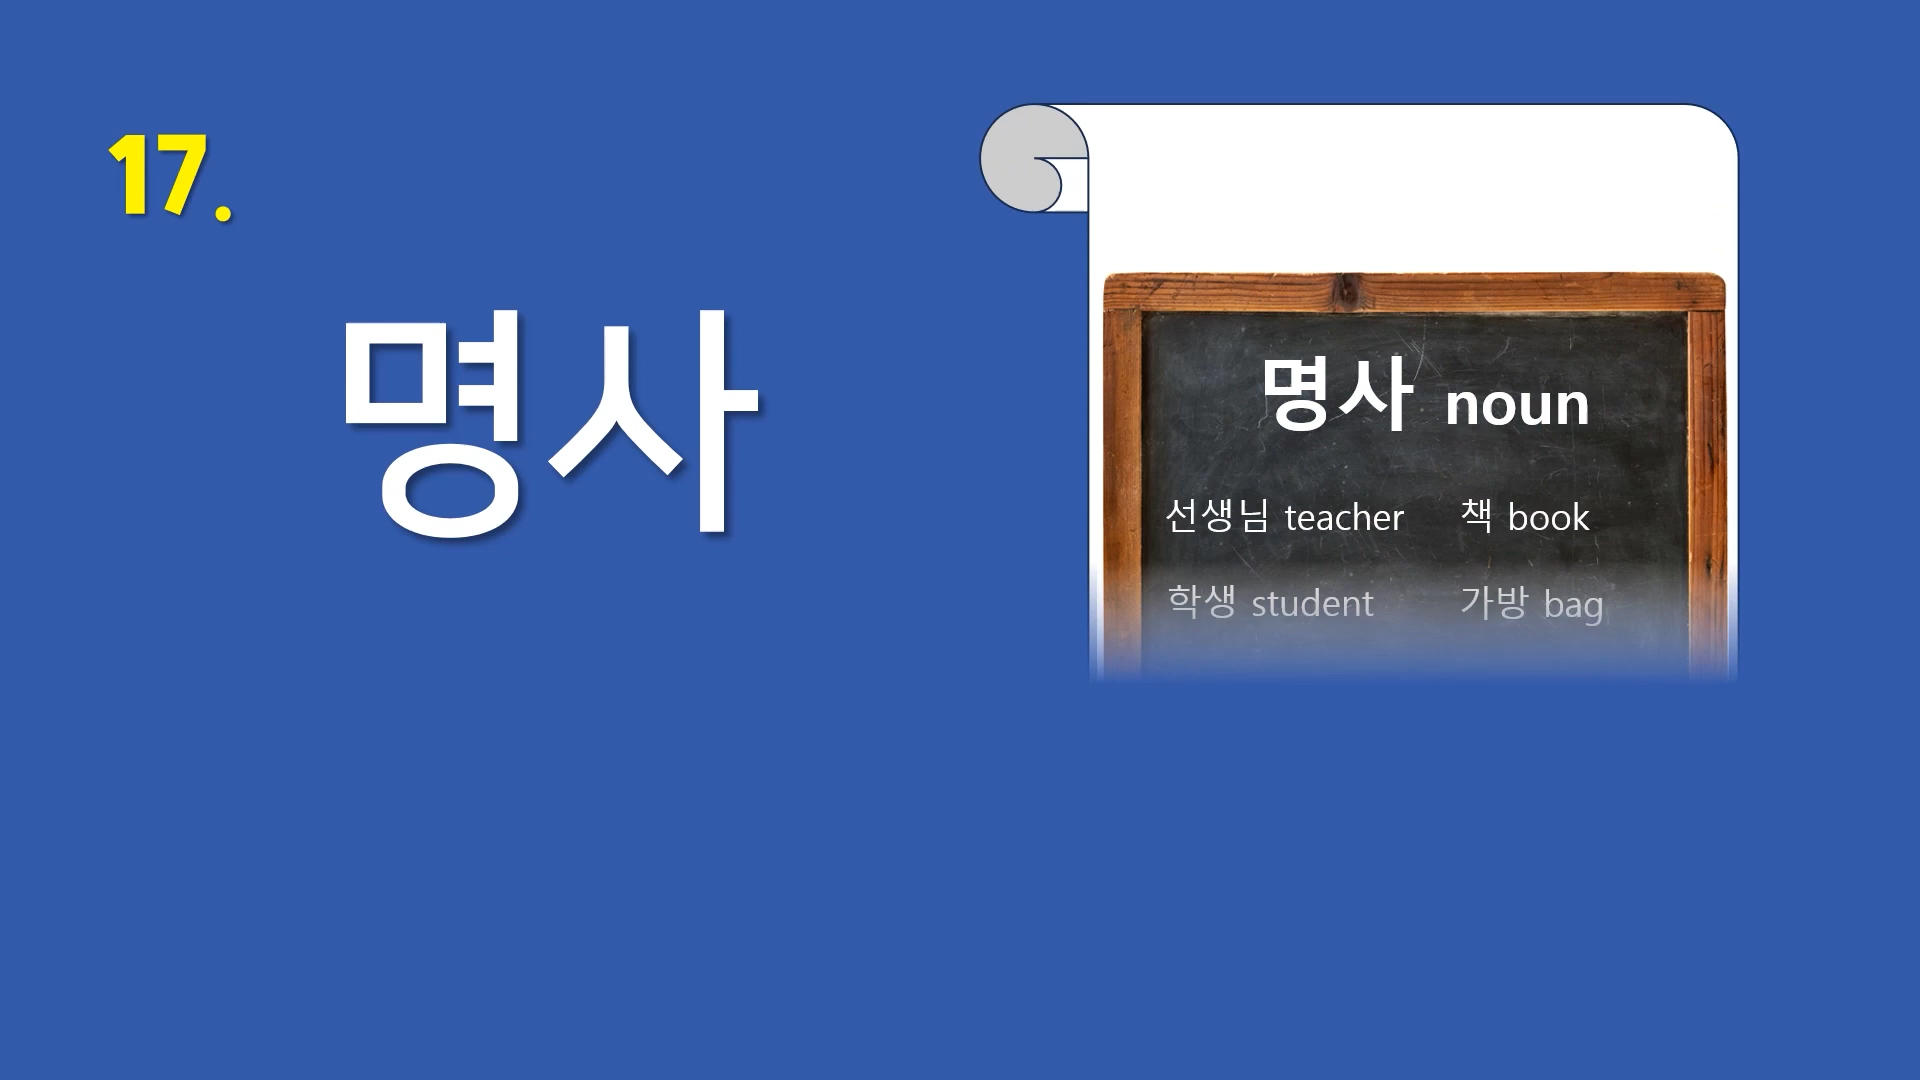 17.
명사
명사 noun
선생님 teacher 책 book
학생 student 가방 bag